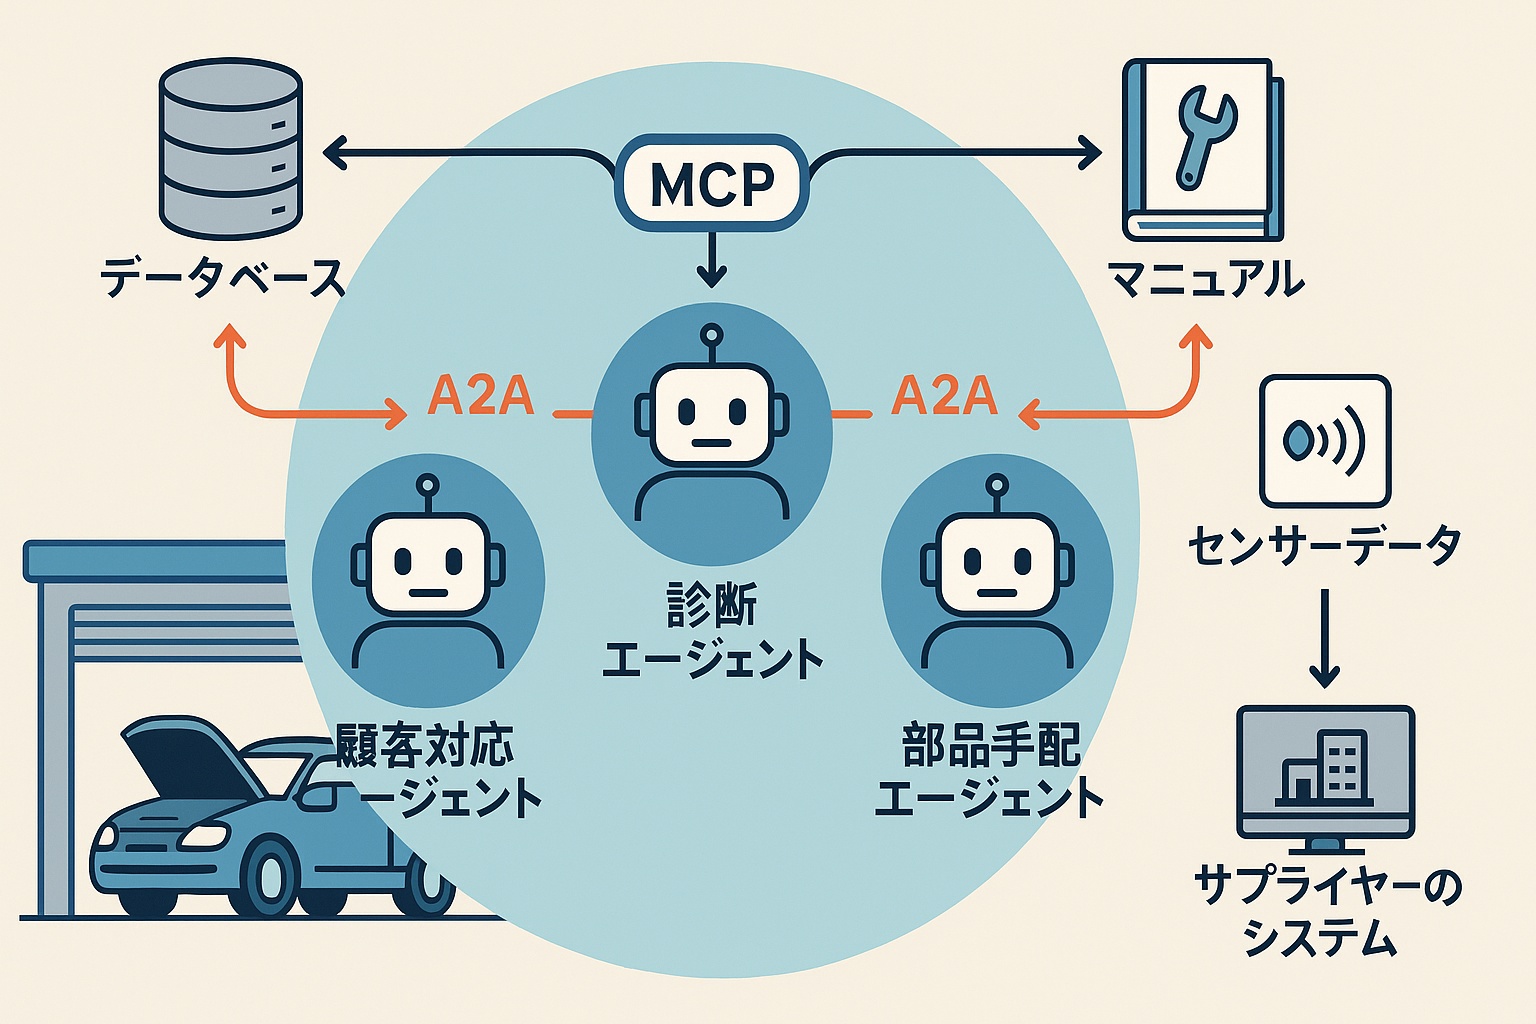 MCP
データベース
マニュアル
A2A
A2A
センサーデータ
診断
エージェント
顧客対応
ージェント
部品手配
エージェント
サプライヤーの
システム